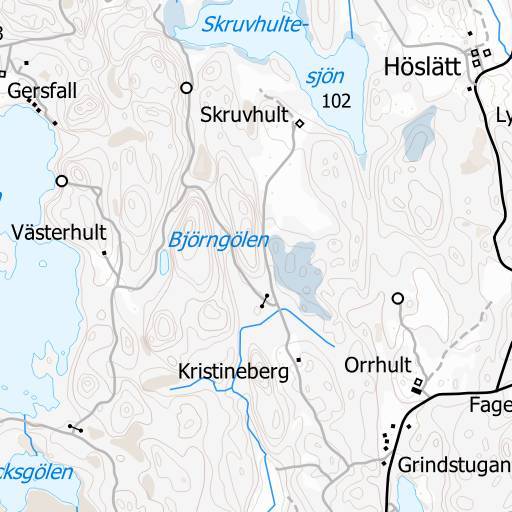 Skruvhulte-
sjön
Höslätt
Gersfall
102
Skruvhult
Ly
Västerhult
Björngölen
Orrhult
Kristineberg
Fage
cksgölen
Grindstugan